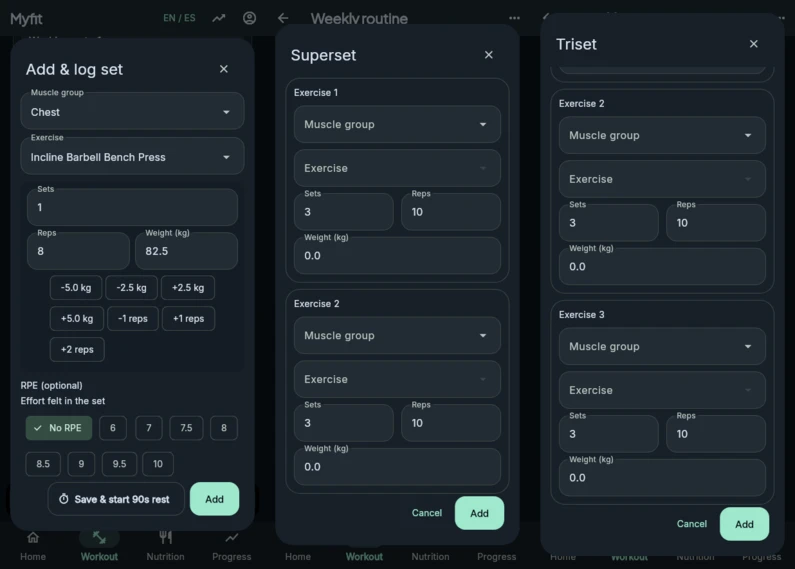 Myfit
EN / ES
Add & log set
Muscle group
Chest
Exercise
Incline Barbell Bench Press
Sets
1
Reps
8
Weight (kg)
82.5
-5.0 kg
-2.5 kg
+2.5 kg
+5.0 kg
-1 reps
+1 reps
+2 reps
RPE (optional)
Effort felt in the set
No RPE
6
7
7.5
8
8.5
9
9.5
10
Save & start 90s rest
Add
Home
Workout
Nutrition
Progress
Weekly routine
Superset
Exercise 1
Muscle group
Exercise
Sets
3
Reps
10
Weight (kg)
0.0
Exercise 2
Muscle group
Exercise
Sets
3
Reps
10
Weight (kg)
0.0
Cancel
Add
Home
Workout
Nutrition
Progress
Triset
Exercise 2
Muscle group
Exercise
Sets
3
Reps
10
Weight (kg)
0.0
Exercise 3
Muscle group
Exercise
Sets
3
Reps
10
Weight (kg)
0.0
Cancel
Add
Home
Workout
Nutrition
Progress